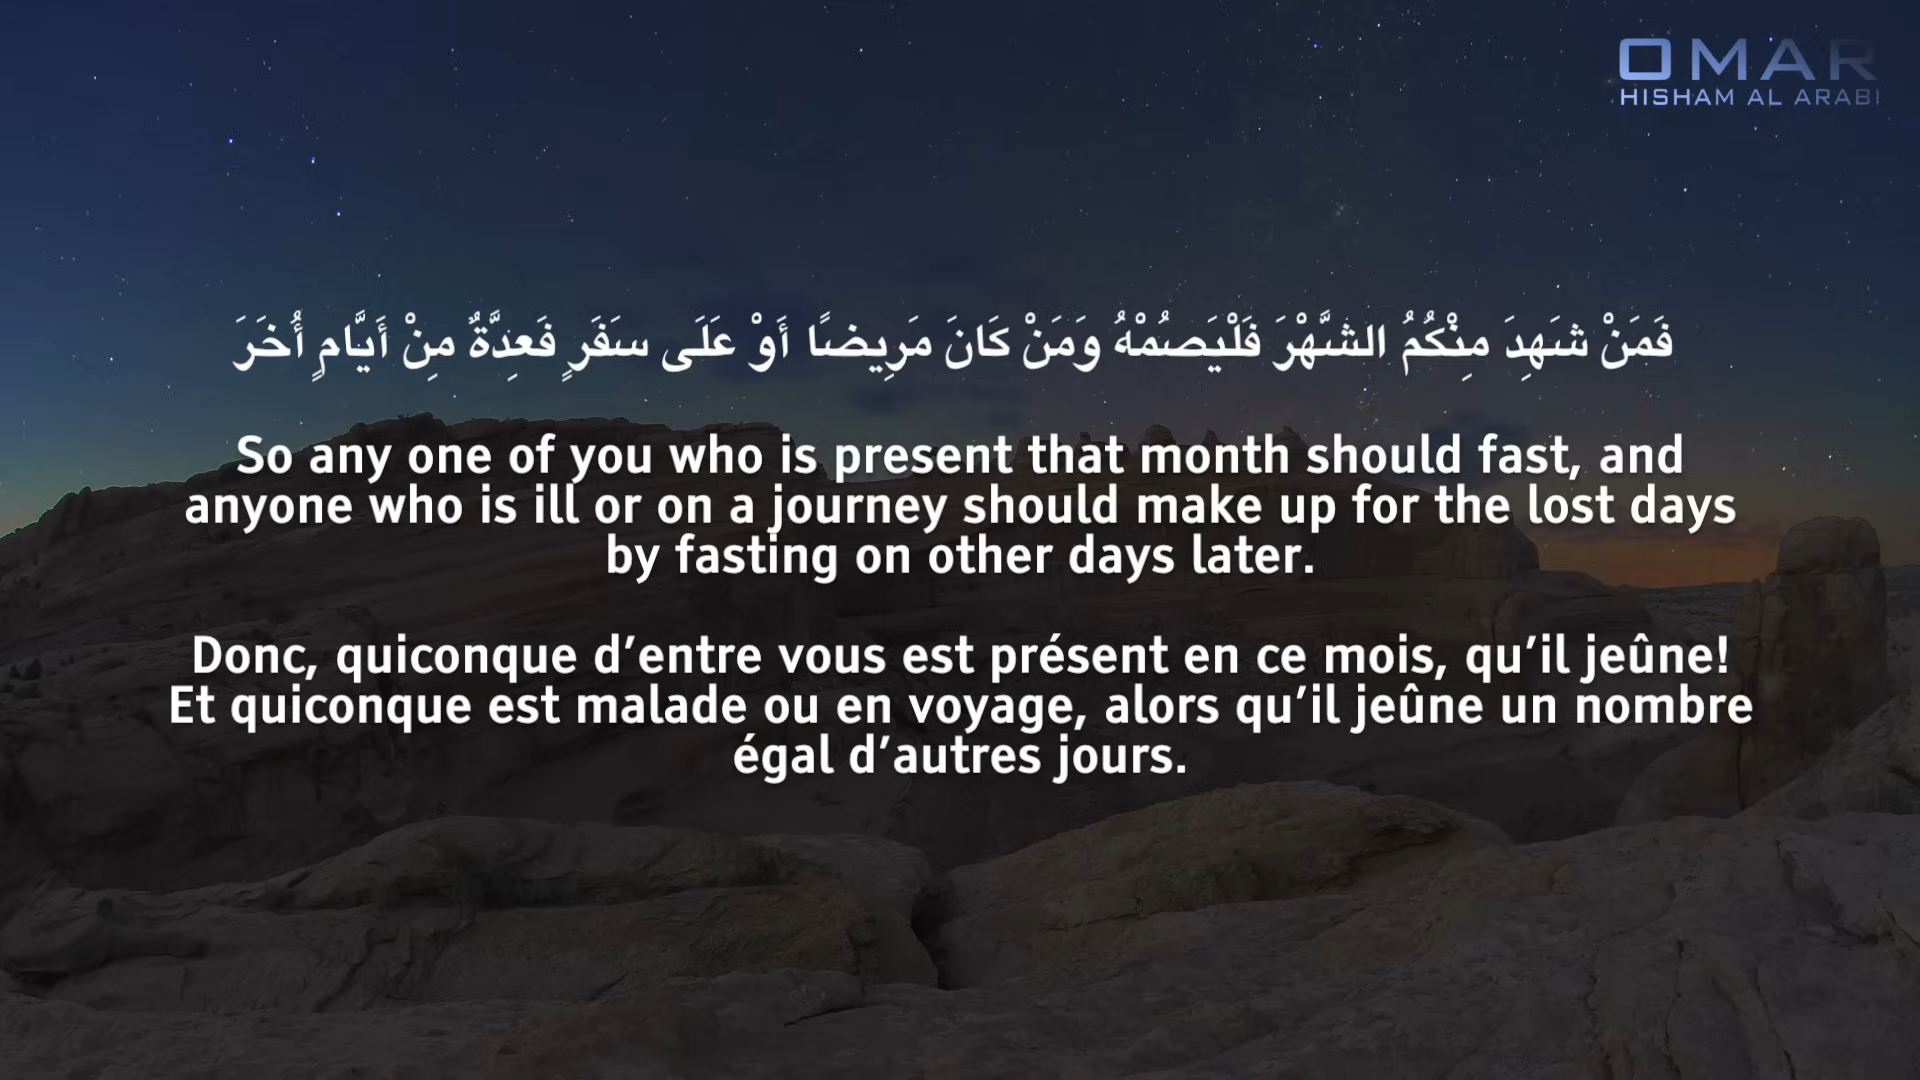 OMAR
HISHAM AL ARABI
فَمَنْ شَهِدَ مِنْكُمُ الشَّهْرَ فَلْيَصُمْهُ وَمَنْ كَانَ مَرِيضًا أَوْ عَلَى سَفَرٍ فَعِدَّةٌ مِنْ أَيَّامٍ أُخَرَ
So any one of you who is present that month should fast, and
anyone who is ill or on a journey should make up for the lost days
by fasting on other days later.
Donc, quiconque d’entre vous est présent en ce mois, qu’il jeûne!
Et quiconque est malade ou en voyage, alors qu’il jeûne un nombre
égal d’autres jours.